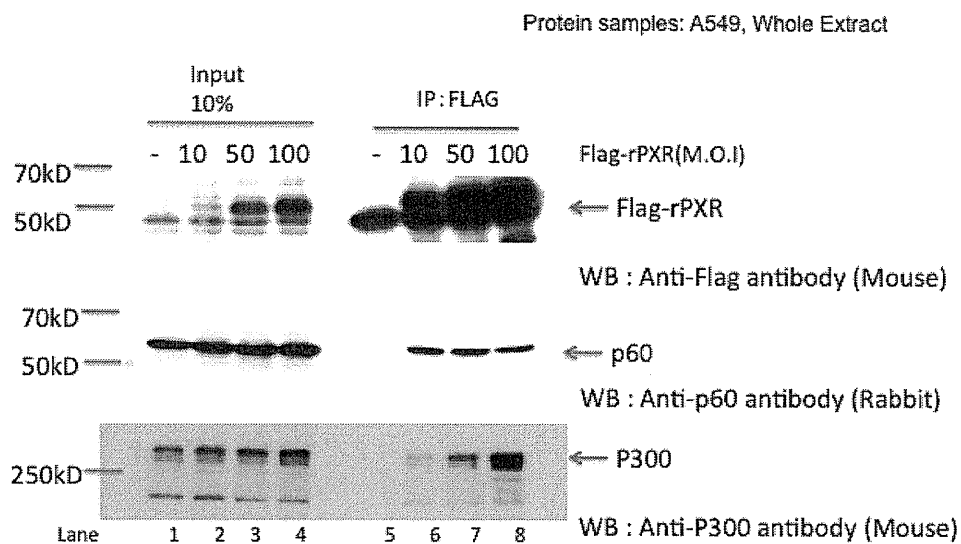 Protein samples: A549, Whole Extract
Input
10%
IP : FLAG
- 10 50 100
- 10 50 100
Flag-rPXR(M.O.I)
70kD
50kD
Flag-rPXR
WB : Anti-Flag antibody (Mouse)
70kD
50kD
p60
WB : Anti-p60 antibody (Rabbit)
250kD
P300
WB : Anti-P300 antibody (Mouse)
Lane 1 2 3 4 5 6 7 8